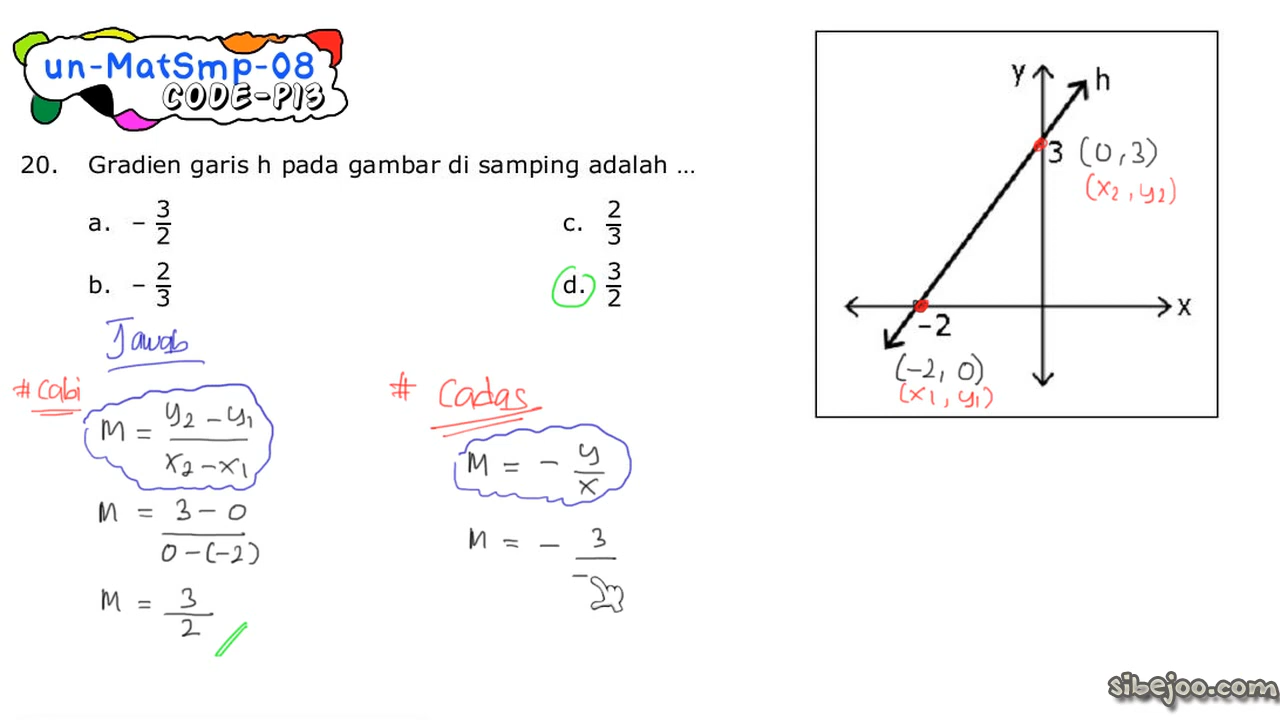 un-MatSmp-08
CODE-P13
20. Gradien garis h pada gambar di samping adalah ...
a. – 3/2
c. 2/3
b. – 2/3
d. 3/2
Jawab
# Cabi
M = y2 – y1 / x2 – x1
M = 3 – 0 / 0 – (–2)
M = 3/2
# Cadas
M = – y/x
M = – 3/–
y
h
3 (0, 3)
(x2, y2)
x
–2
(–2, 0)
(x1, y1)
sibejoo.com